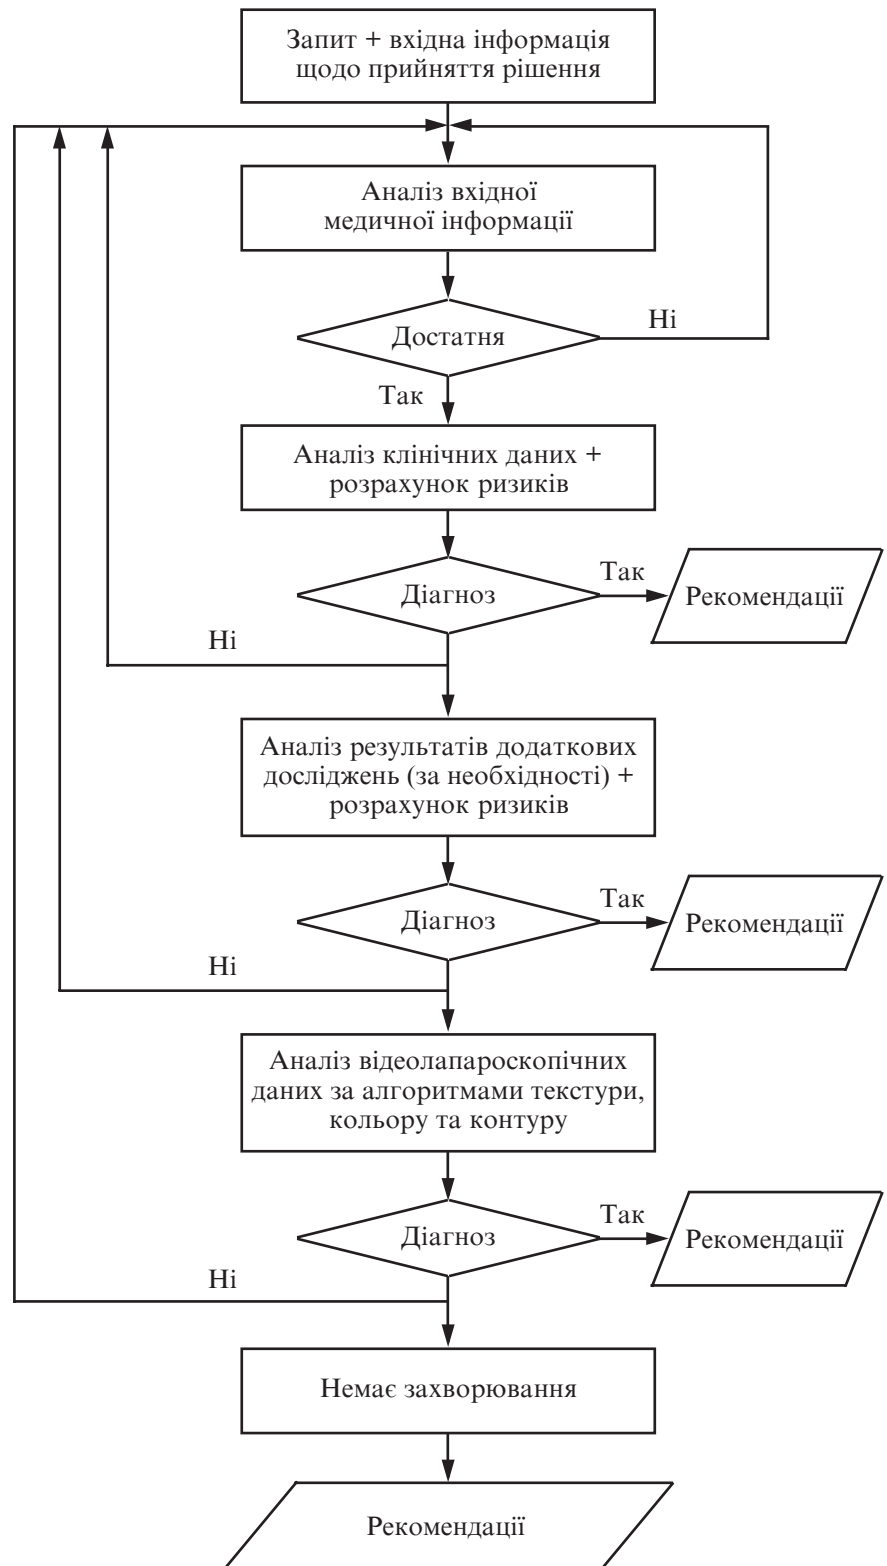 Запит + вхідна інформація
щодо прийняття рішення
Аналіз вхідної
медичної інформації
Достатня
Ні
Так
Аналіз клінічних даних +
розрахунок ризиків
Діагноз
Так
Рекомендації
Ні
Аналіз результатів додаткових
досліджень (за необхідності) +
розрахунок ризиків
Діагноз
Так
Рекомендації
Ні
Аналіз відеолапароскопічних
даних за алгоритмами текстури,
кольору та контуру
Діагноз
Так
Рекомендації
Ні
Немає захворювання
Рекомендації